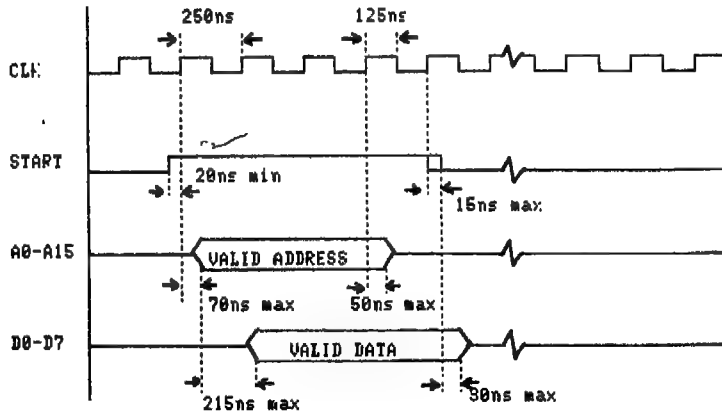 250ns
125ns
CLK
START
20ns min
15ns max
A0-A15
VALID ADDRESS
70ns max
50ns max
D0-D7
VALID DATA
215ns max
30ns max